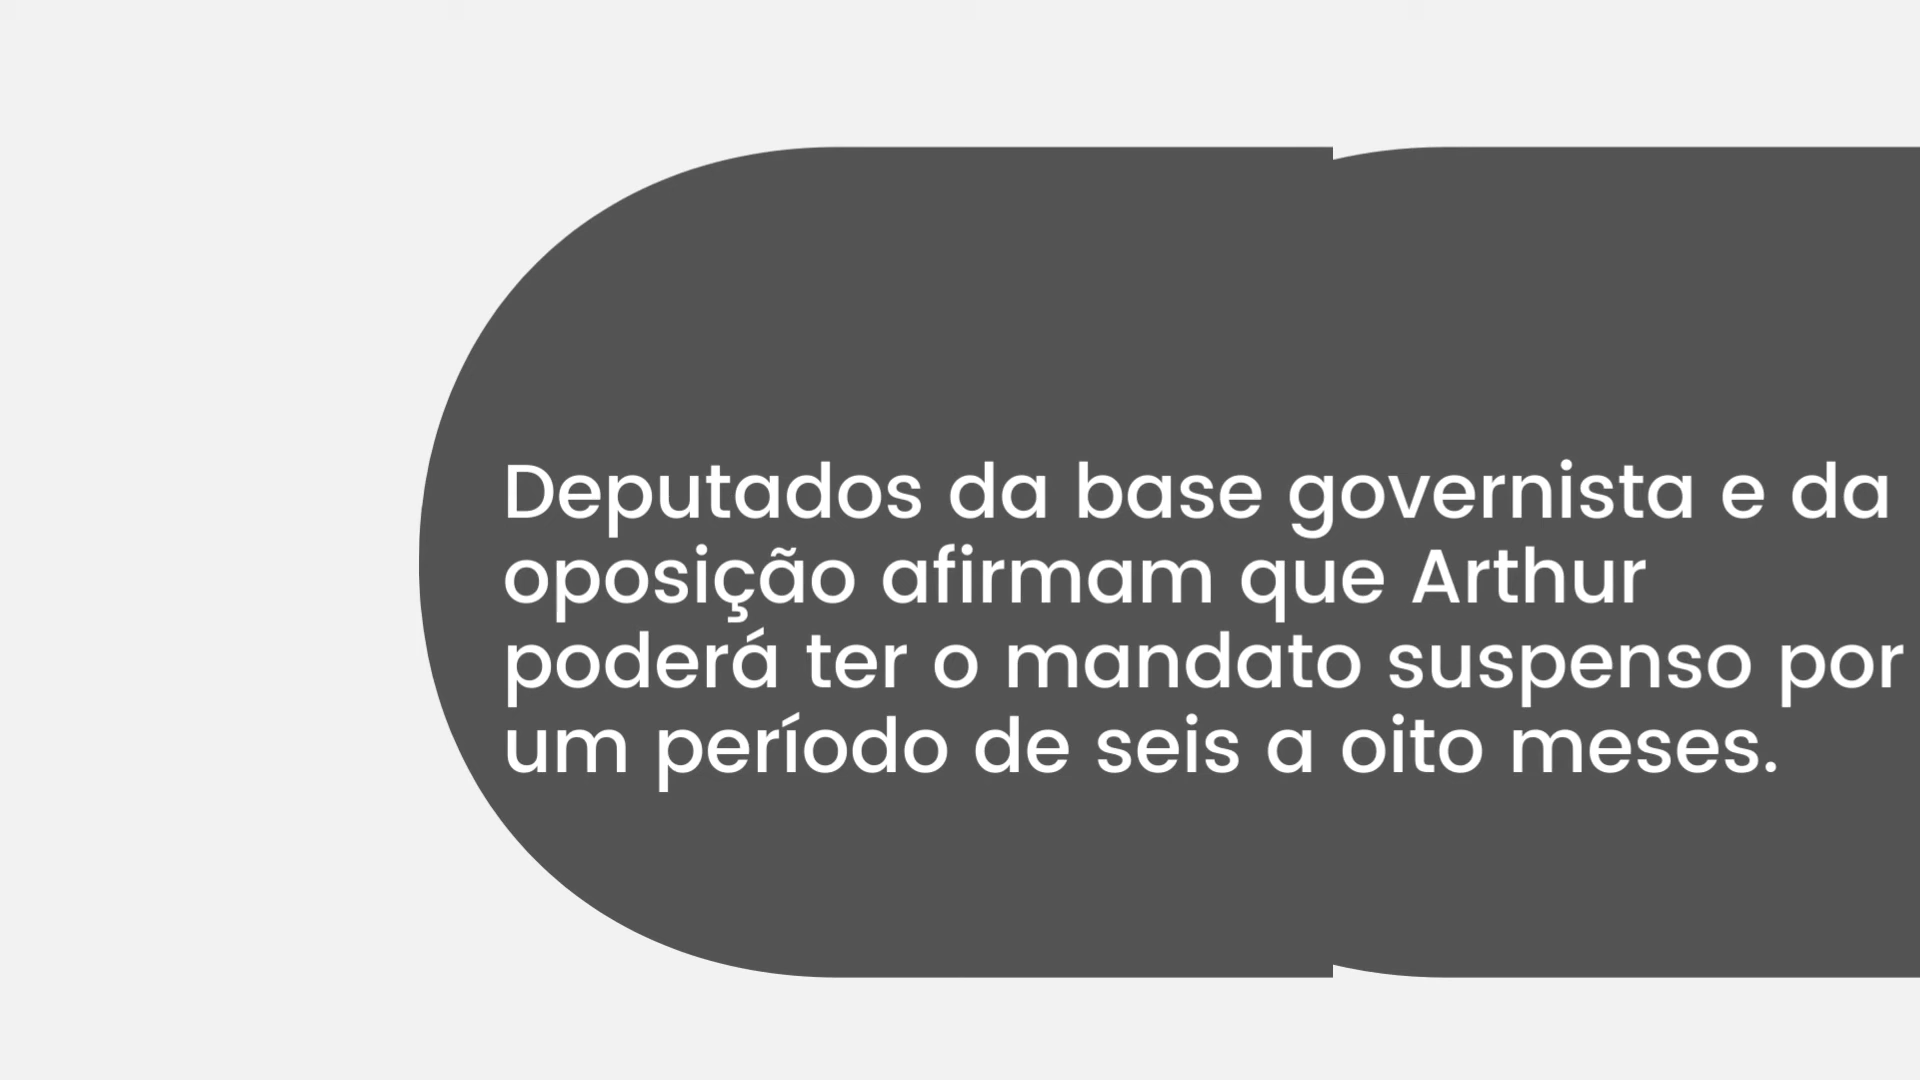 Deputados da base governista e da
oposição afirmam que Arthur
poderá ter o mandato suspenso por
um período de seis a oito meses.